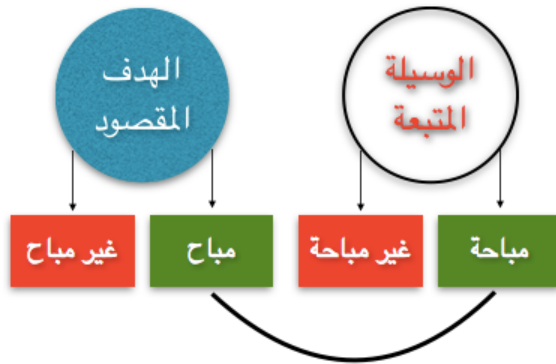 الوسيلة
المتبعة
الهدف
المقصود
مباحة
غير مباحة
مباح
غير مباح